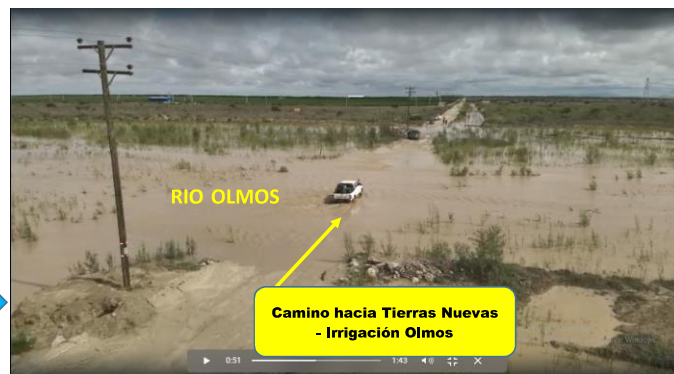 RIO OLMOS
Camino hacia Tierras Nuevas
- Irrigación Olmos
0:51
1:43